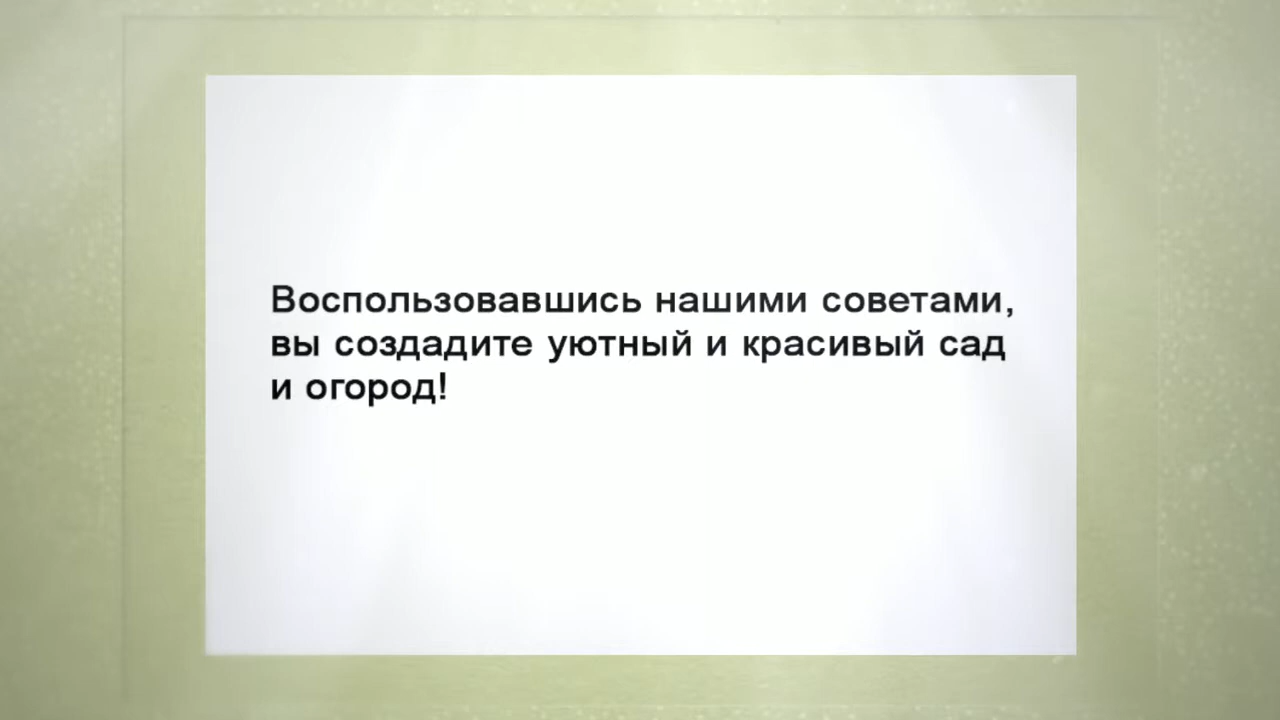 Воспользовавшись нашими советами,
вы создадите уютный и красивый сад
и огород!